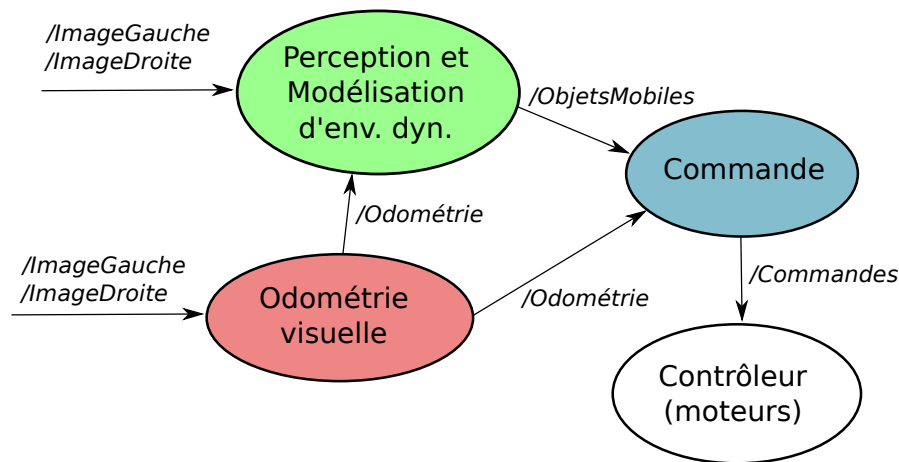 /ImageGauche
/ImageDroite
Perception et
Modélisation
d'env. dyn.
/ObjetsMobiles
Commande
/Odométrie
/ImageGauche
/ImageDroite
Odométrie
visuelle
/Odométrie
/Commandes
Contrôleur
(moteurs)